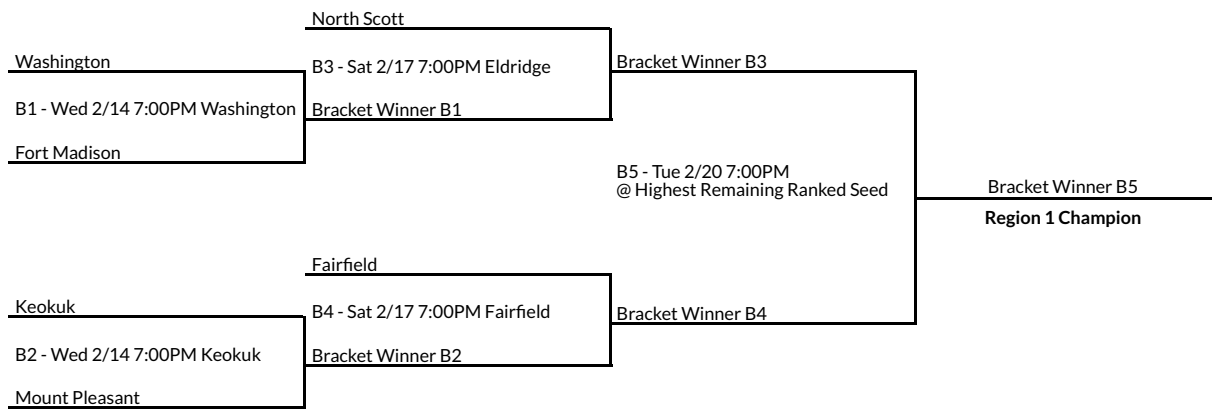 North Scott
Washington
B3 - Sat 2/17 7:00PM Eldridge
Bracket Winner B3
B1 - Wed 2/14 7:00PM Washington
Bracket Winner B1
Fort Madison
B5 - Tue 2/20 7:00PM
@ Highest Remaining Ranked Seed
Bracket Winner B5
Region 1 Champion
Fairfield
Keokuk
B4 - Sat 2/17 7:00PM Fairfield
Bracket Winner B4
B2 - Wed 2/14 7:00PM Keokuk
Bracket Winner B2
Mount Pleasant